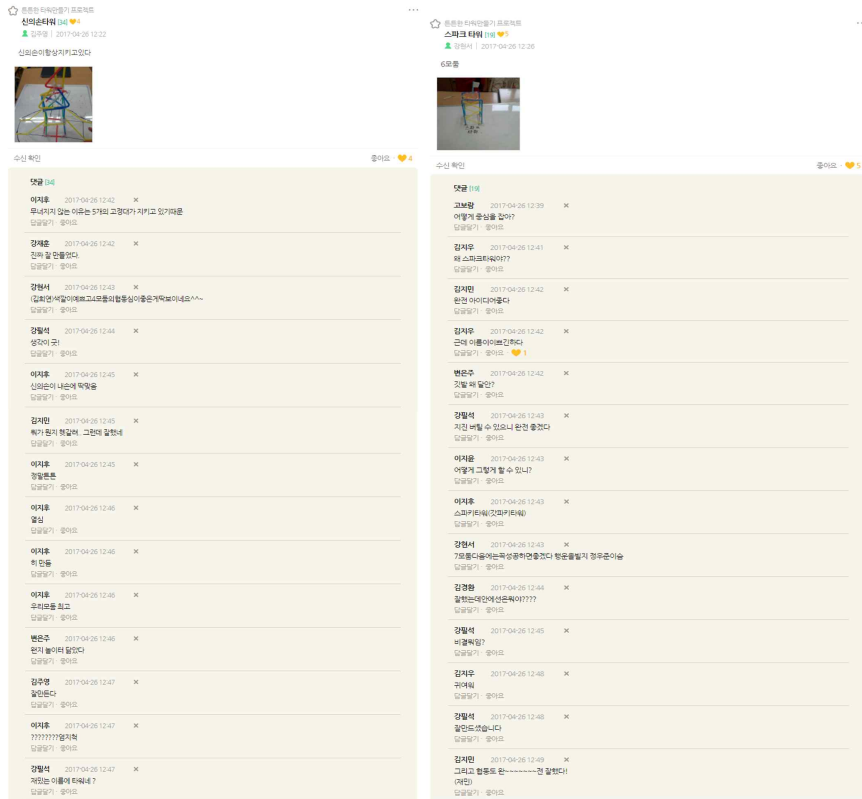 튼튼한 타워만들기 프로젝트
신의손타워 [34] 4
김주영 | 2017-04-26 12:22
신의손이항상지키고있다
수신 확인
좋아요 · 4
댓글 [34]
이지후 2017-04-26 12:42
무너지지 않는 이유는 5개의 고정대가 지키고 있기때문
답글달기 · 좋아요
강재훈 2017-04-26 12:42
진짜 잘 만들었다.
답글달기 · 좋아요
강현서 2017-04-26 12:43
(김희연)색깔이예쁘고4모둠의협동심이좋은게딱보이네요^^~
답글달기 · 좋아요
강필석 2017-04-26 12:44
생각이 굿!
답글달기 · 좋아요
이지후 2017-04-26 12:45
신의손이 내손에 딱맞음
답글달기 · 좋아요
김지민 2017-04-26 12:45
뭐가 뭔지 헷갈려.. 그런데 잘했네
답글달기 · 좋아요
이지후 2017-04-26 12:45
정말튼튼
답글달기 · 좋아요
이지후 2017-04-26 12:46
열심
답글달기 · 좋아요
이지후 2017-04-26 12:46
히 만듬
답글달기 · 좋아요
이지후 2017-04-26 12:46
우리모둠 최고
답글달기 · 좋아요
변은주 2017-04-26 12:46
왠지 놀이터 닮았다
답글달기 · 좋아요
김주영 2017-04-26 12:47
잘만든다
답글달기 · 좋아요
이지후 2017-04-26 12:47
????????엄지척
답글달기 · 좋아요
강필석 2017-04-26 12:47
재밌는 이름에 타워네 ?
답글달기 · 좋아요
튼튼한 타워만들기 프로젝트
스파크 타워 [19] 5
강현서 | 2017-04-26 12:26
6모둠
수신 확인
좋아요 · 5
댓글 [19]
고보람 2017-04-26 12:39
어떻게 중심을 잡아?
답글달기 · 좋아요
김지우 2017-04-26 12:41
왜 스파크타워야??
답글달기 · 좋아요
김지민 2017-04-26 12:42
완전 아이디어좋다
답글달기 · 좋아요
김지우 2017-04-26 12:42
근데 이름이이쁘긴하다
답글달기 · 좋아요 · 1
변은주 2017-04-26 12:42
깃발 왜 달안?
답글달기 · 좋아요
강필석 2017-04-26 12:43
지진 버틸 수 있으니 완전 좋겠다
답글달기 · 좋아요
이지윤 2017-04-26 12:43
어떻게 그렇게 할 수 있니?
답글달기 · 좋아요
이지후 2017-04-26 12:43
스파키타워(갓파키타워)
답글달기 · 좋아요
강현서 2017-04-26 12:43
7모둠다음에는꼭성공하면좋겠다 행운을빌지 정우준이슬
답글달기 · 좋아요
김경환 2017-04-26 12:44
잘했는데안에선은뭐야????
답글달기 · 좋아요
강필석 2017-04-26 12:45
비결뭐임?
답글달기 · 좋아요
김지우 2017-04-26 12:48
귀여워
답글달기 · 좋아요
강필석 2017-04-26 12:48
잘만드셨습니다
답글달기 · 좋아요
김지민 2017-04-26 12:49
그리고 협동도 완~~~~~~~전 잘했다!
(재민)
답글달기 · 좋아요